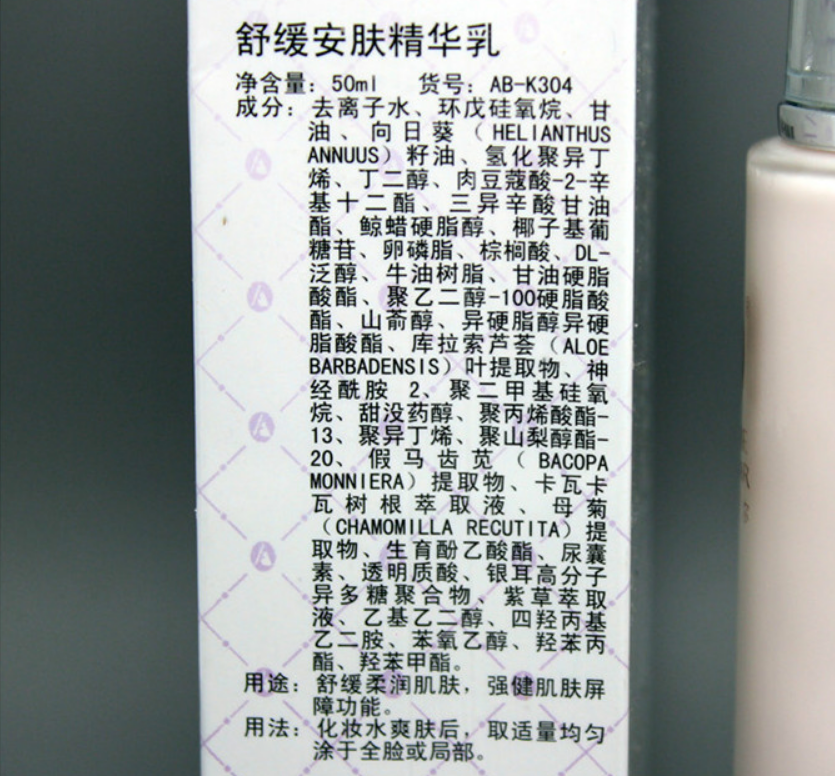 舒缓安肤精华乳
净含量：50ml 货号：AB-K304
成分：去离子水、环戊硅氧烷、甘
油、向日葵（HELIANTHUS
ANNUUS）籽油、氢化聚异丁
烯、丁二醇、肉豆蔻酸-2-辛
基十二酯、三异辛酸甘油
酯、鲸蜡硬脂醇、椰子基葡
糖苷、卵磷脂、棕榈酸、DL-
泛醇、牛油树脂、甘油硬脂
酸酯、聚乙二醇-100硬脂酸
酯、山嵛醇、异硬脂醇异硬
脂酸酯、库拉索芦荟（ALOE
BARBADENSIS）叶提取物、神
经酰胺 2、聚二甲基硅氧
烷、甜没药醇、聚丙烯酸酯-
13、聚异丁烯、聚山梨醇酯-
20、假马齿苋（BACOPA
MONNIERA）提取物、卡瓦卡
瓦树根萃取液、母菊
（CHAMOMILLA RECUTITA）提
取物、生育酚乙酸酯、尿囊
素、透明质酸、银耳高分子
异多糖聚合物、紫草萃取
液、乙基乙二醇、四羟丙基
乙二胺、苯氧乙醇、羟苯丙
酯、羟苯甲酯。
用途：舒缓柔润肌肤，强健肌肤屏
障功能。
用法：化妆水爽肤后，取适量均匀
涂于全脸或局部。